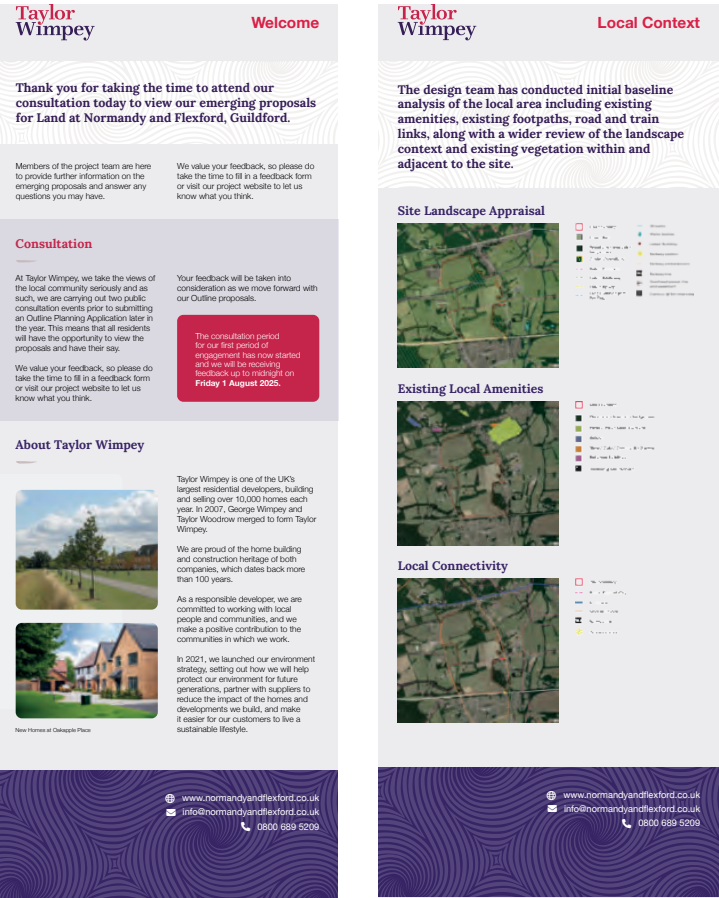 Taylor
Wimpey
Welcome
Thank you for taking the time to attend our
consultation today to view our emerging proposals
for Land at Normandy and Flexford, Guildford.
Members of the project team are here
to provide further information on the
emerging proposals and answer any
questions you may have.
We value your feedback, so please do
take the time to fill in a feedback form
or visit our project website to let us
know what you think.
Consultation
At Taylor Wimpey, we take the views of
the local community seriously and as
such, we are carrying out two public
consultation events prior to submitting
an Outline Planning Application later in
the year. This means that all residents
will have the opportunity to view the
proposals and have their say.
We value your feedback, so please do
take the time to fill in a feedback form
or visit our project website to let us
know what you think.
Your feedback will be taken into
consideration as we move forward with
our Outline proposals.
The consultation period
for our first period of
engagement has now started
and we will be receiving
feedback up to midnight on
Friday 1 August 2025.
About Taylor Wimpey
New Homes at Oakapple Place
Taylor Wimpey is one of the UK's
largest residential developers, building
and selling over 10,000 homes each
year. In 2007, George Wimpey and
Taylor Woodrow merged to form Taylor
Wimpey.
We are proud of the home building
and construction heritage of both
companies, which dates back more
than 100 years.
As a responsible developer, we are
committed to working with local
people and communities, and we
make a positive contribution to the
communities in which we work.
In 2021, we launched our environment
strategy, setting out how we will help
protect our environment for future
generations, partner with suppliers to
reduce the impact of the homes and
developments we build, and make
it easier for our customers to live a
sustainable lifestyle.
www.normandyandflexford.co.uk
info@normandyandflexford.co.uk
0800 689 5209
Taylor
Wimpey
Local Context
The design team has conducted initial baseline
analysis of the local area including existing
amenities, existing footpaths, road and train
links, along with a wider review of the landscape
context and existing vegetation within and
adjacent to the site.
Site Landscape Appraisal
Existing Local Amenities
Local Connectivity
www.normandyandflexford.co.uk
info@normandyandflexford.co.uk
0800 689 5209